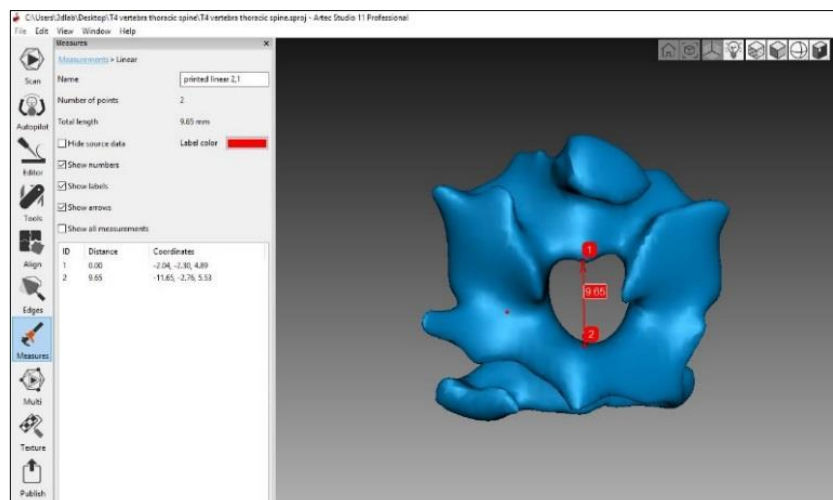 C:\Users\3dlab\Desktop\T4 vertebra thoracic spine\T4 vertebra thoracic spine.sproj - Artec Studio 11 Professional
File Edit View Window Help
Measures x
Measurements > Linear
Name printed linear 2,1
Number of points 2
Total length 9.65 mm
Hide source data Label color
Show numbers
Show labels
Show arrows
Show all measurements
ID Distance Coordinates
1 0.00 -2.04, -2.30, 4.89
2 9.65 -11.65, -2.76, 5.53
Scan
Autopilot
Editor
Tools
Align
Edges
Measures
Multi
Texture
Publish
1
9.65
2